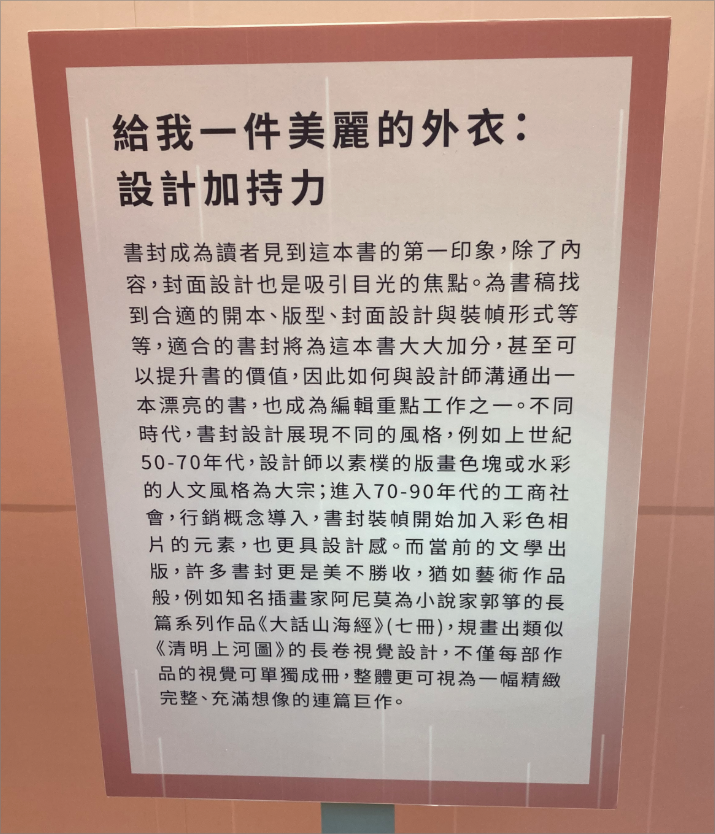 給我一件美麗的外衣：
設計加持力
書封成為讀者見到這本書的第一印象，除了內
容，封面設計也是吸引目光的焦點。為書稿找
到合適的開本、版型、封面設計與裝幀形式等
等，適合的書封將為這本書大大加分，甚至可
以提升書的價值，因此如何與設計師溝通出一
本漂亮的書，也成為編輯重點工作之一。不同
時代，書封設計展現不同的風格，例如上世紀
50-70年代，設計師以素樸的版畫色塊或水彩
的人文風格為大宗；進入70-90年代的工商社
會，行銷概念導入，書封裝幀開始加入彩色相
片的元素，也更具設計感。而當前的文學出
版，許多書封更是美不勝收，猶如藝術作品
般，例如知名插畫家阿尼莫為小說家郭箏的長
篇系列作品《大話山海經》(七冊)，規畫出類似
《清明上河圖》的長卷視覺設計，不僅每部作
品的視覺可單獨成冊，整體更可視為一幅精緻
完整、充滿想像的連篇巨作。